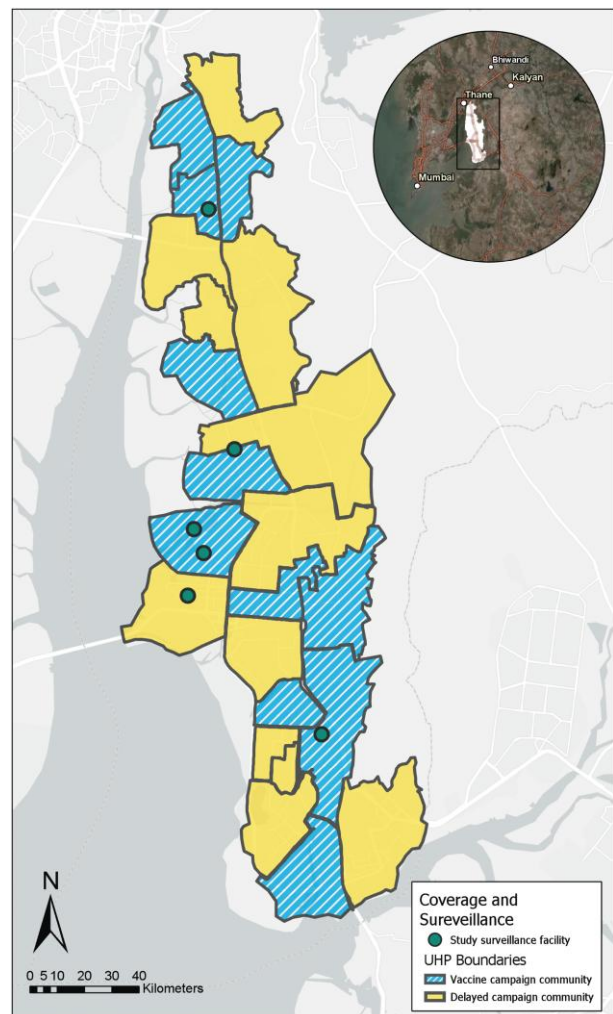 Bhiwandi
Kalyan
Thane
Mumbai
N
0 5 10 20 30 40
Kilometers
Coverage and
Sureveillance
Study surveillance facility
UHP Boundaries
Vaccine campaign community
Delayed campaign community